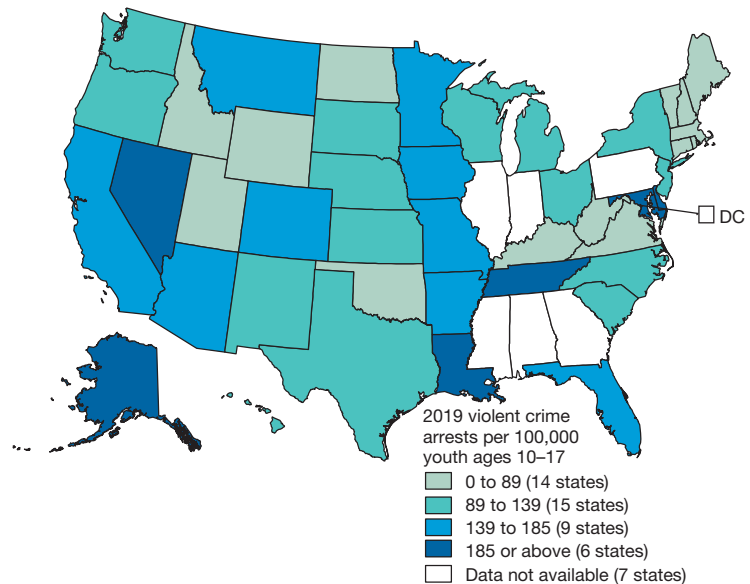 DC
2019 violent crime
arrests per 100,000
youth ages 10–17
0 to 89 (14 states)
89 to 139 (15 states)
139 to 185 (9 states)
185 or above (6 states)
Data not available (7 states)